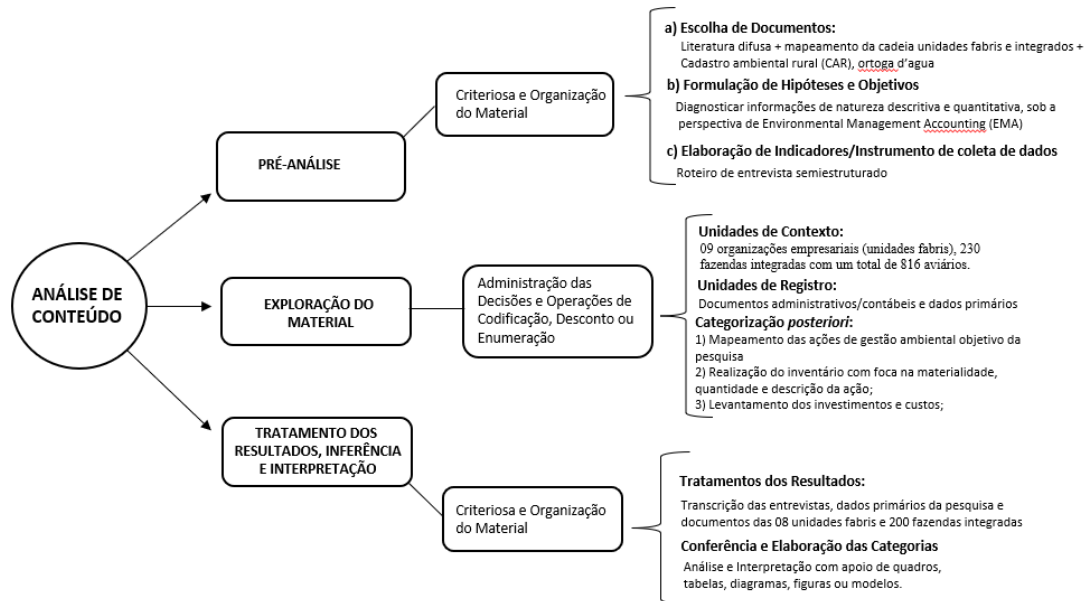 ANÁLISE DE
CONTEÚDO
PRÉ-ANÁLISE
Criteriosa e Organização
do Material
a) Escolha de Documentos:
Literatura difusa + mapeamento da cadeia unidades fabris e integrados +
Cadastro ambiental rural (CAR), ortoga d’agua
b) Formulação de Hipóteses e Objetivos
Diagnosticar informações de natureza descritiva e quantitativa, sob a
perspectiva de Environmental Management Accounting (EMA)
c) Elaboração de Indicadores/Instrumento de coleta de dados
Roteiro de entrevista semiestruturado
EXPLORAÇÃO DO
MATERIAL
Administração das
Decisões e Operações de
Codificação, Desconto ou
Enumeração
Unidades de Contexto:
09 organizações empresariais (unidades fabris), 230
fazendas integradas com um total de 816 aviários.
Unidades de Registro:
Documentos administrativos/contábeis e dados primários
Categorização posteriori:
1) Mapeamento das ações de gestão ambiental objetivo da
pesquisa
2) Realização do inventário com foca na materialidade,
quantidade e descrição da ação;
3) Levantamento dos investimentos e custos;
TRATAMENTO DOS
RESULTADOS, INFERÊNCIA
E INTERPRETAÇÃO
Criteriosa e Organização
do Material
Tratamentos dos Resultados:
Transcrição das entrevistas, dados primários da pesquisa e
documentos das 08 unidades fabris e 200 fazendas integradas
Conferência e Elaboração das Categorias
Análise e Interpretação com apoio de quadros,
tabelas, diagramas, figuras ou modelos.